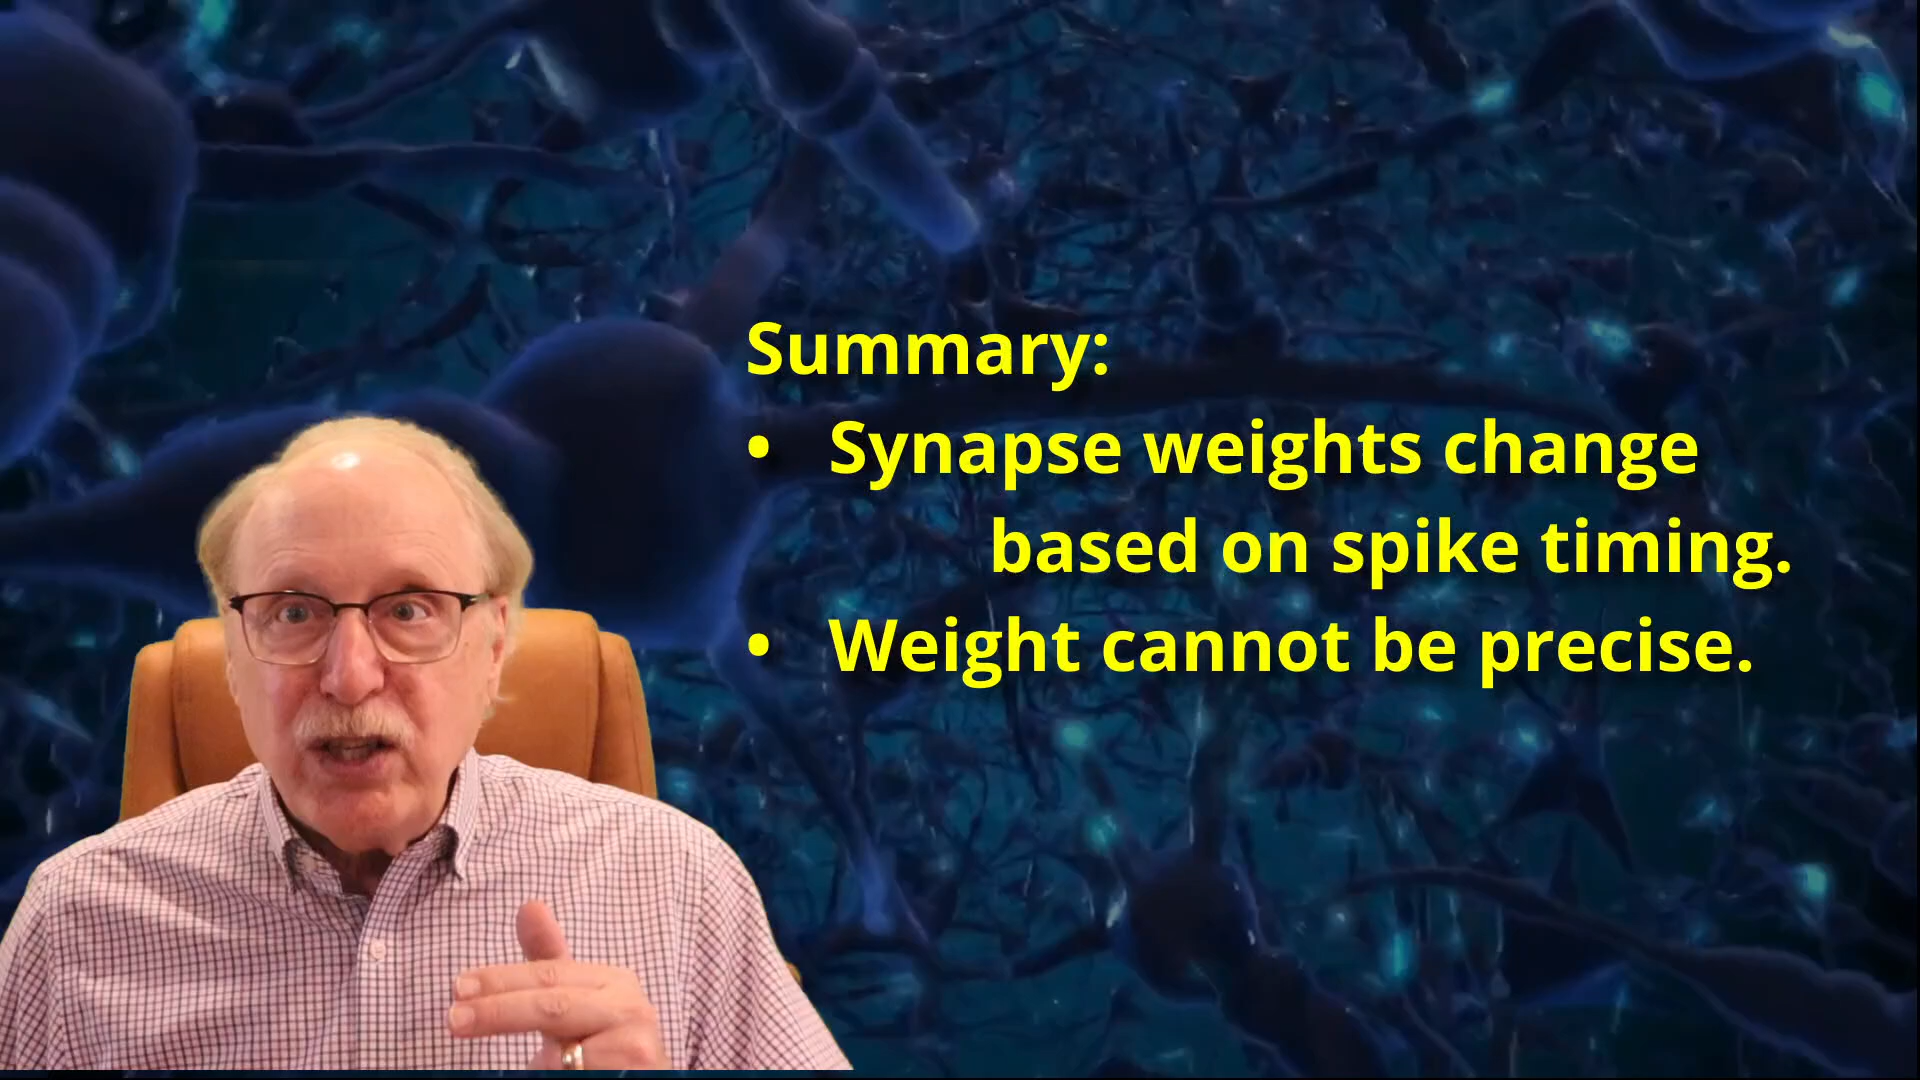 Summary:
• Synapse weights change
based on spike timing.
• Weight cannot be precise.